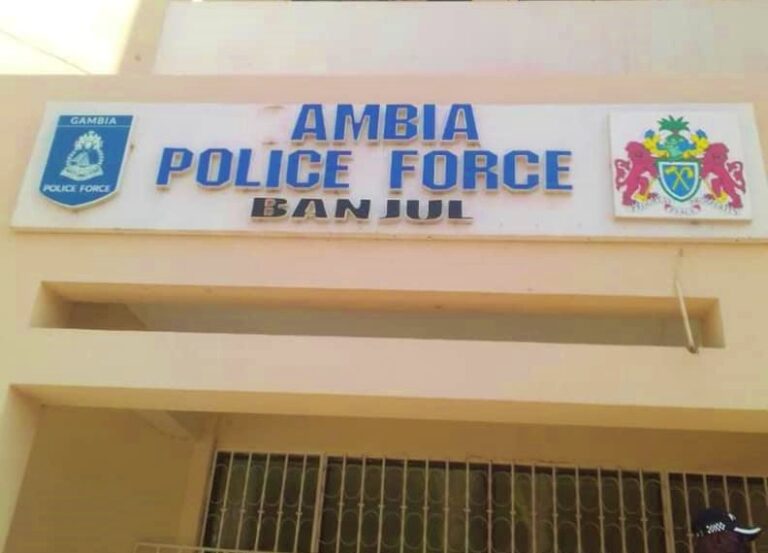 GAMBIA
POLICE FORCE
AMBIA
POLICE FORCE
BANJUL